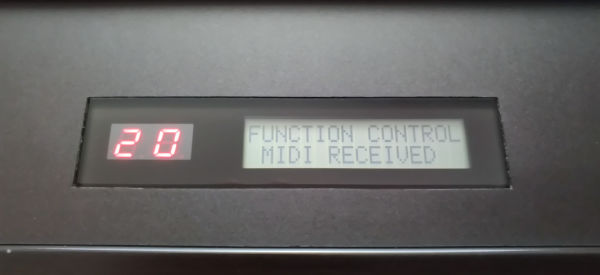 20
FUNCTION CONTROL
MIDI RECEIVED